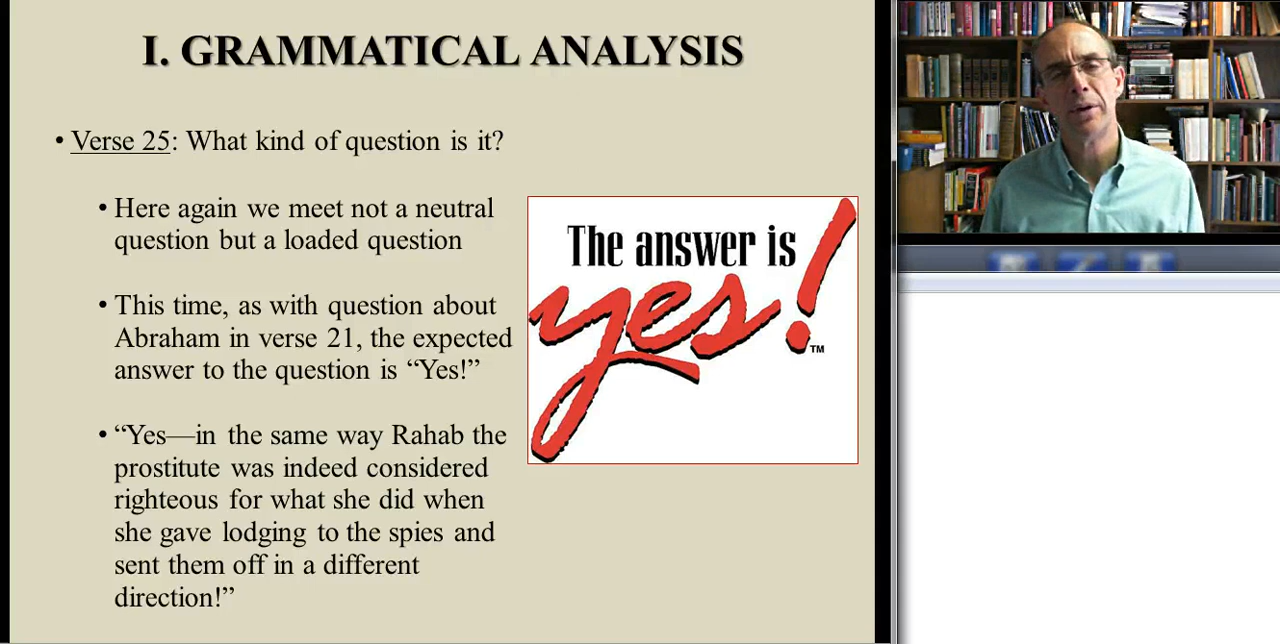 I. GRAMMATICAL ANALYSIS
• Verse 25: What kind of question is it?
• Here again we meet not a neutral
question but a loaded question
• This time, as with question about
Abraham in verse 21, the expected
answer to the question is “Yes!”
• “Yes—in the same way Rahab the
prostitute was indeed considered
righteous for what she did when
she gave lodging to the spies and
sent them off in a different
direction!”
The answer is
yes!
TM